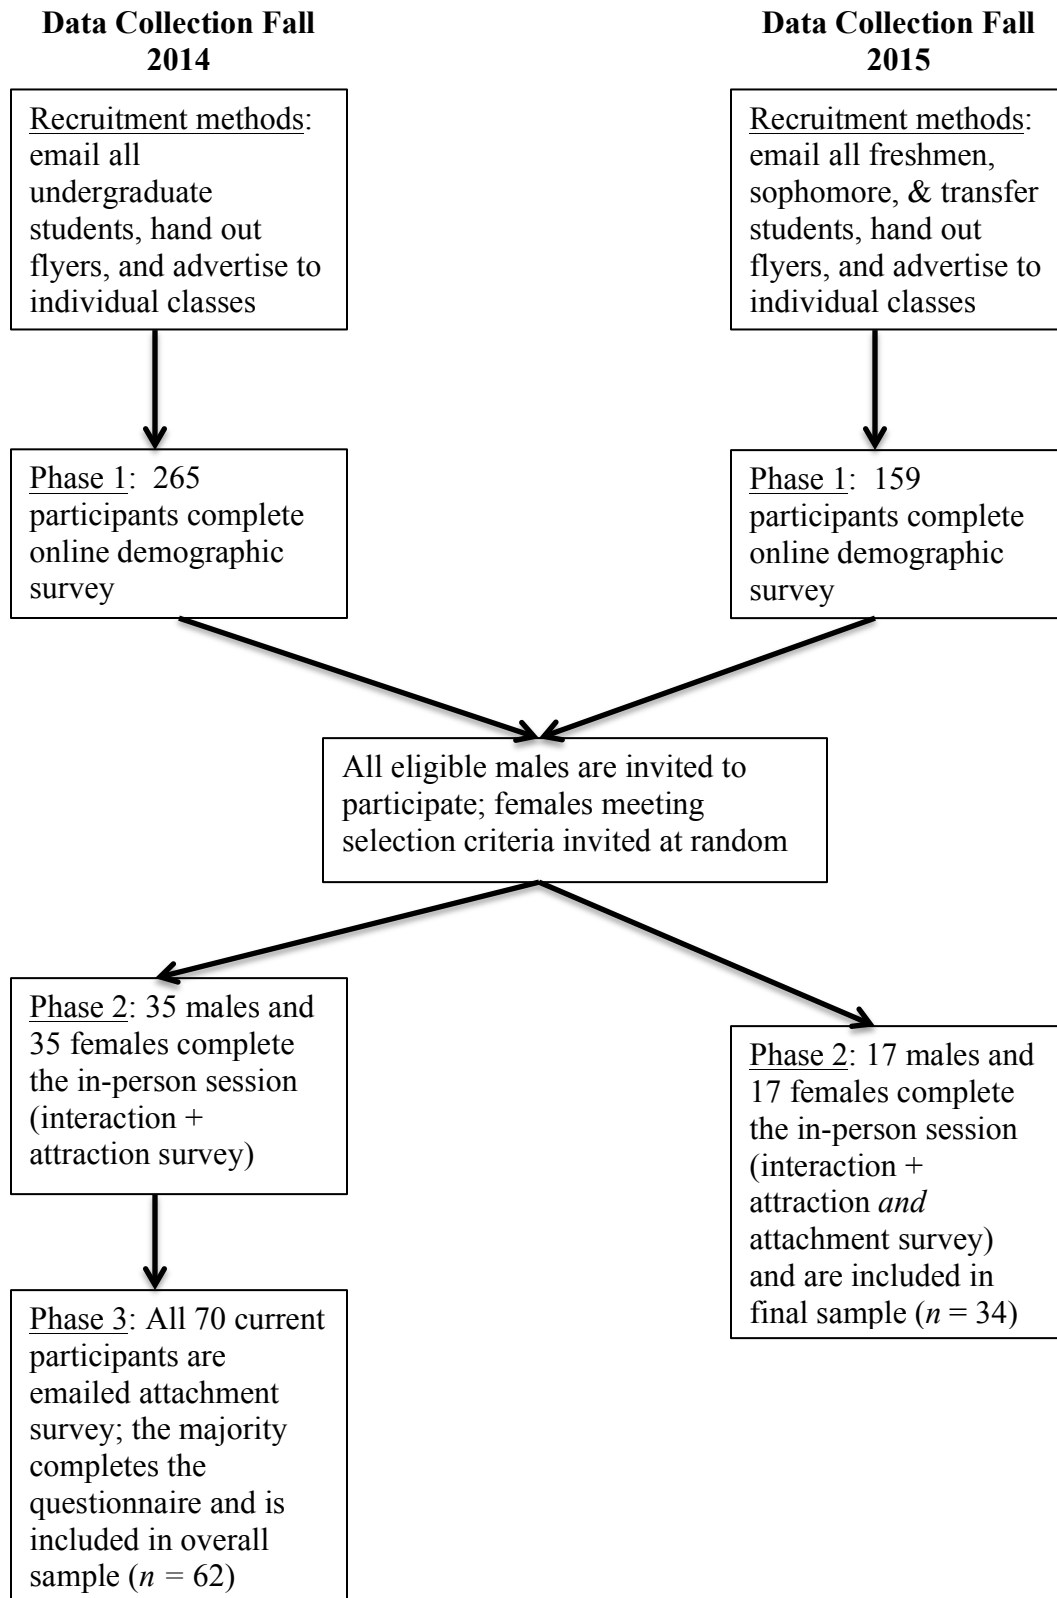 Data Collection Fall
2014
Data Collection Fall
2015
Recruitment methods:
email all
undergraduate
students, hand out
flyers, and advertise to
individual classes
Recruitment methods:
email all freshmen,
sophomore, & transfer
students, hand out
flyers, and advertise to
individual classes
Phase 1:  265
participants complete
online demographic
survey
Phase 1:  159
participants complete
online demographic
survey
All eligible males are invited to
participate; females meeting
selection criteria invited at random
Phase 2: 35 males and
35 females complete
the in-person session
(interaction +
attraction survey)
Phase 2: 17 males and
17 females complete
the in-person session
(interaction +
attraction and
attachment survey)
and are included in
final sample (n = 34)
Phase 3: All 70 current
participants are
emailed attachment
survey; the majority
completes the
questionnaire and is
included in overall
sample (n = 62)